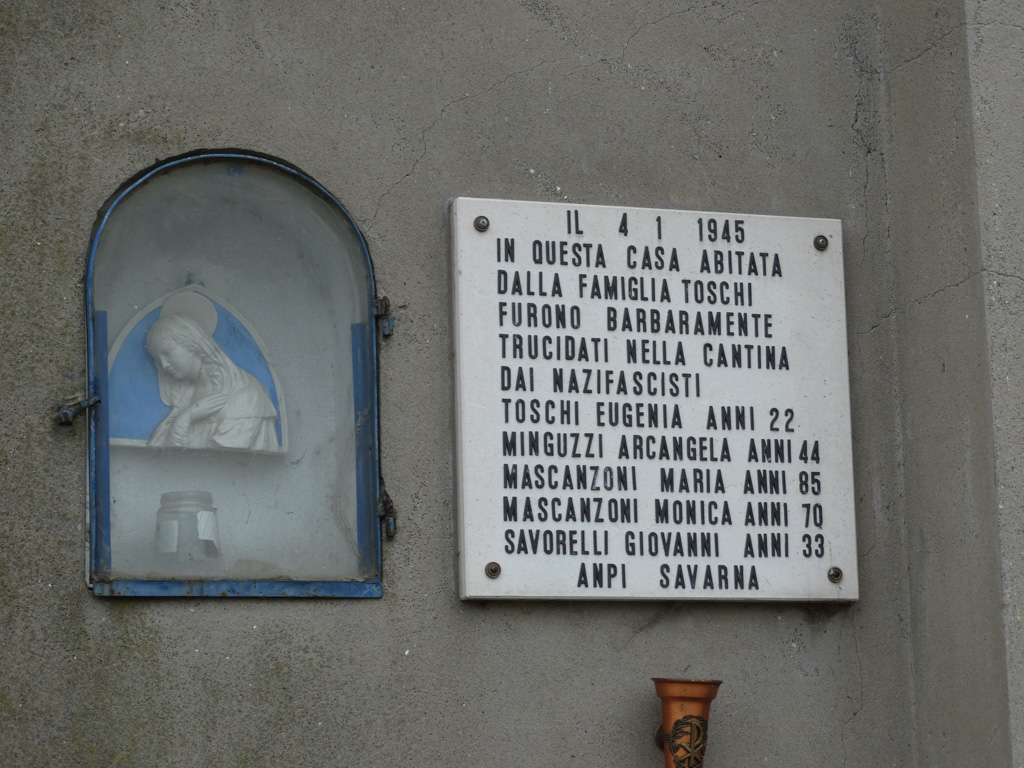 IL 4 1 1945
IN QUESTA CASA ABITATA
DALLA FAMIGLIA TOSCHI
FURONO BARBARAMENTE
TRUCIDATI NELLA CANTINA
DAI NAZIFASCISTI
TOSCHI EUGENIA ANNI 22
MINGUZZI ARCANGELA ANNI 44
MASCANZONI MARIA ANNI 85
MASCANZONI MONICA ANNI 70
SAVORELLI GIOVANNI ANNI 33
ANPI SAVARNA